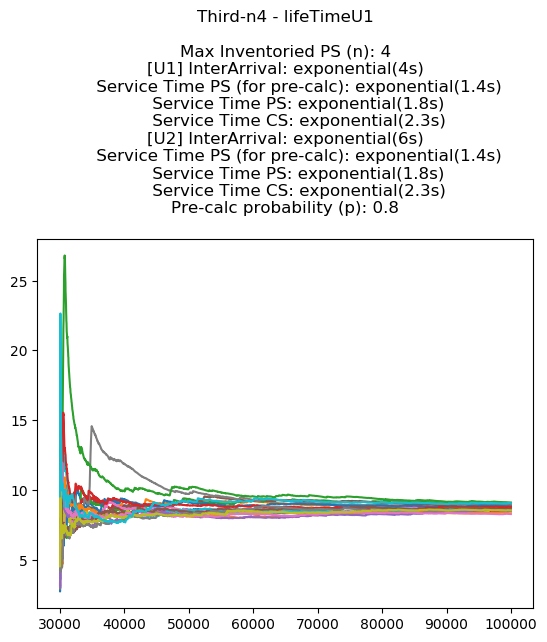 Third-n4 - lifeTimeU1
Max Inventoried PS (n): 4
[U1] InterArrival: exponential(4s)
Service Time PS (for pre-calc): exponential(1.4s)
Service Time PS: exponential(1.8s)
Service Time CS: exponential(2.3s)
[U2] InterArrival: exponential(6s)
Service Time PS (for pre-calc): exponential(1.4s)
Service Time PS: exponential(1.8s)
Service Time CS: exponential(2.3s)
Pre-calc probability (p): 0.8
25
20
15
10
5
30000 40000 50000 60000 70000 80000 90000 100000